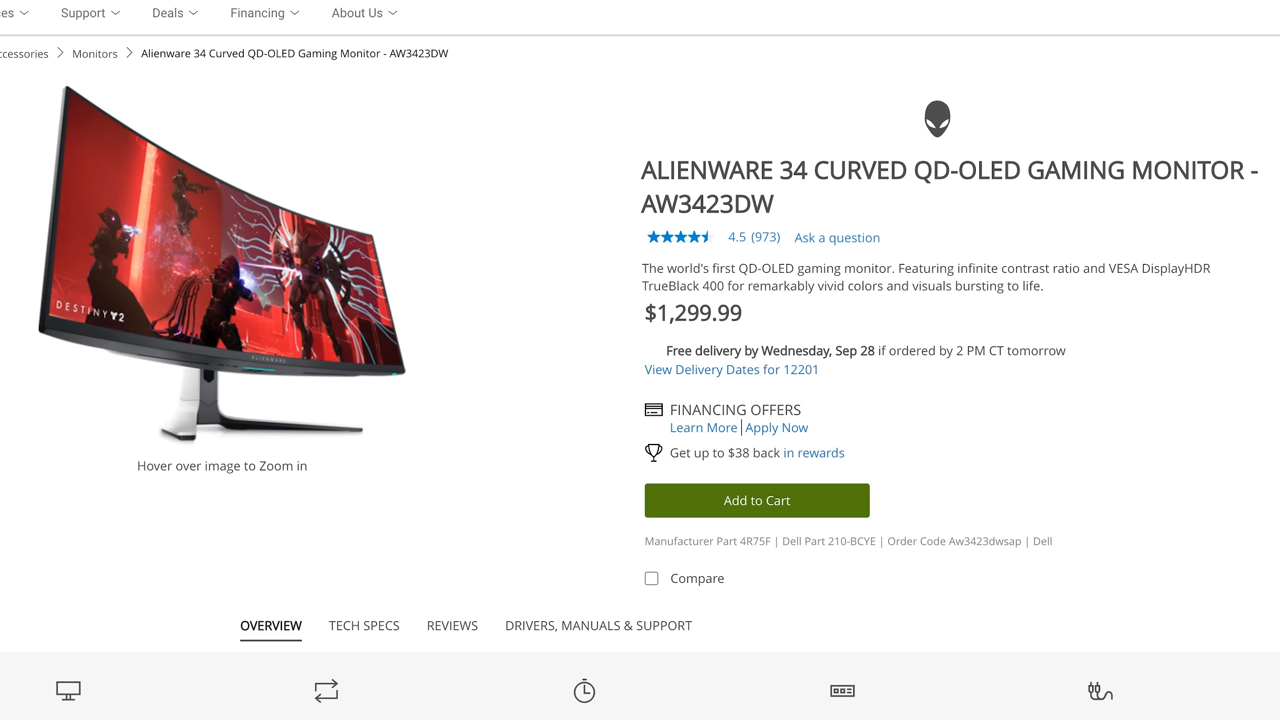 ces Support Deals Financing About Us
ccessories Monitors Alienware 34 Curved QD-OLED Gaming Monitor - AW3423DW
DESTINY 2
ALIENWARE
Hover over image to Zoom in
ALIENWARE 34 CURVED QD-OLED GAMING MONITOR -
AW3423DW
4.5 (973) Ask a question
The world's first QD-OLED gaming monitor. Featuring infinite contrast ratio and VESA DisplayHDR
TrueBlack 400 for remarkably vivid colors and visuals bursting to life.
$1,299.99
Free delivery by Wednesday, Sep 28 if ordered by 2 PM CT tomorrow
View Delivery Dates for 12201
FINANCING OFFERS
Learn More | Apply Now
Get up to $38 back in rewards
Add to Cart
Manufacturer Part 4R75F | Dell Part 210-BCYE | Order Code Aw3423dwsap | Dell
Compare
OVERVIEW TECH SPECS REVIEWS DRIVERS, MANUALS & SUPPORT